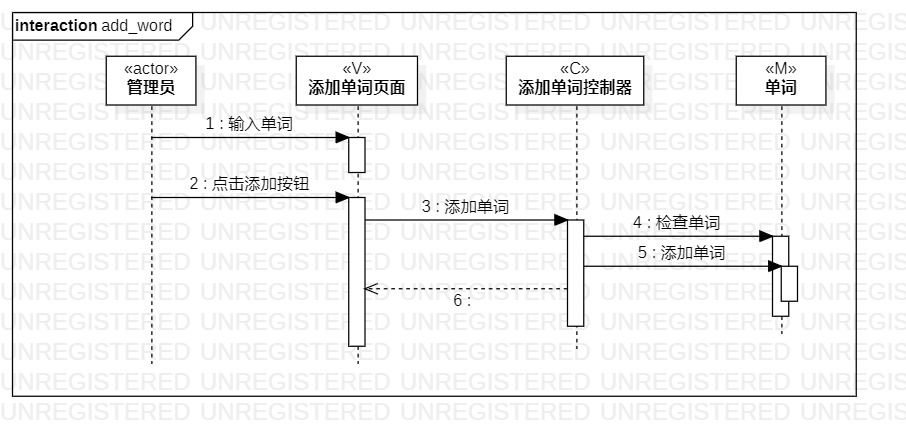 interaction add_word
«actor»
管理员
«V»
添加单词页面
«C»
添加单词控制器
«M»
单词
1 : 输入单词
2 : 点击添加按钮
3 : 添加单词
4 : 检查单词
5 : 添加单词
6 :
UNREGISTERED UNREGISTERED UNREGISTERED UNREGISTERED UNREGIS